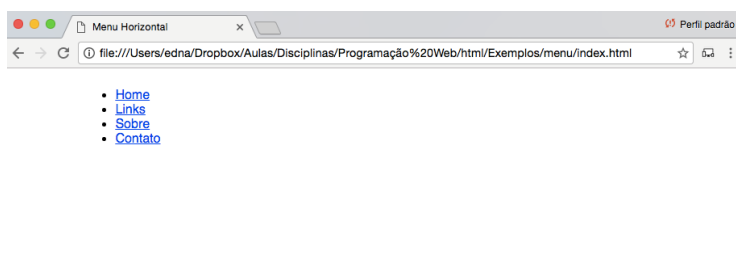 Menu Horizontal
Perfil padrão
file:///Users/edna/Dropbox/Aulas/Disciplinas/Programação%20Web/html/Exemplos/menu/index.html
Home
Links
Sobre
Contato